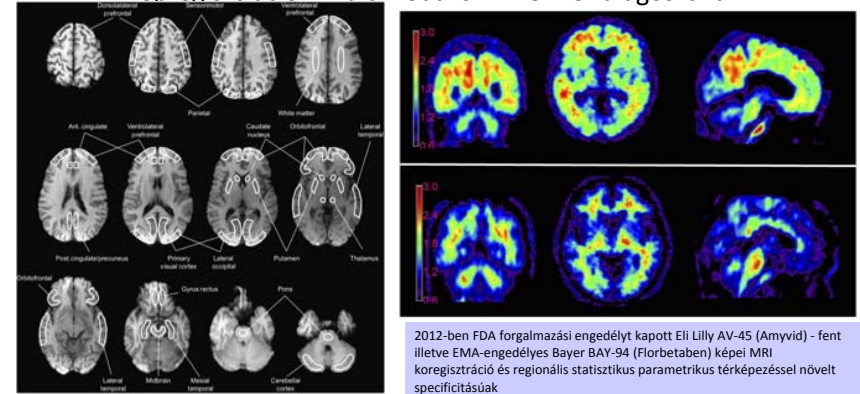 Dorsolateral prefrontal
Sensorimotor
Ventrolateral prefrontal
Parietal
White matter
Ant. cingulate
Ventrolateral prefrontal
Caudate nucleus
Orbitofrontal
Lateral temporal
Post.cingulate/precuneus
Primary visual cortex
Lateral occipital
Putamen
Thalamus
Orbitofrontal
Gyrus rectus
Pons
Lateral temporal
Midbrain
Mesial temporal
Cerebellar cortex
3.0
2.4
1.8
1.2
0.6
3.0
2.4
1.8
1.2
0.6
2012-ben FDA forgalmazási engedélyt kapott Eli Lilly AV-45 (Amyvid) - fent
illetve EMA-engedélyes Bayer BAY-94 (Florbetaben) képei MRI
koregisztráció és regionális statisztikus parametrikus térképezéssel növelt
specificitásúak